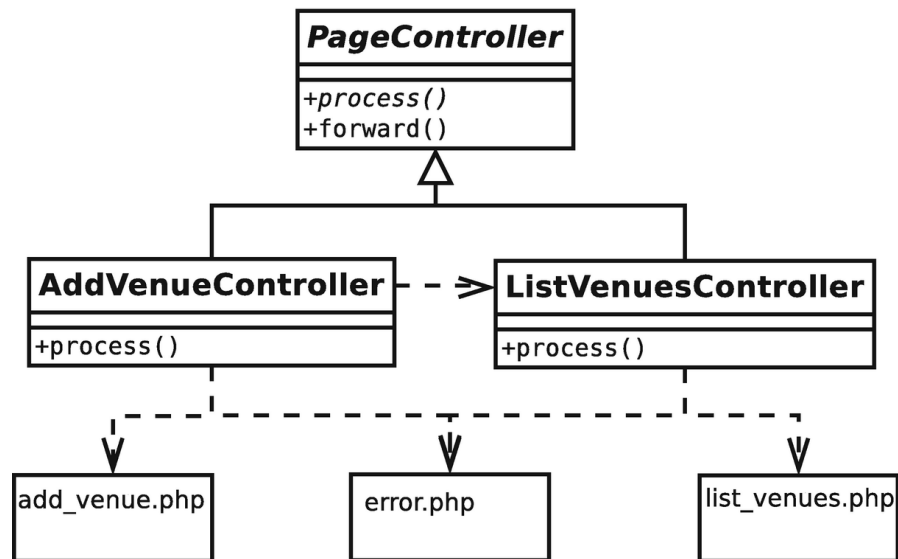 PageController
+process()
+forward()
AddVenueController
+process()
ListVenuesController
+process()
add_venue.php
error.php
list_venues.php